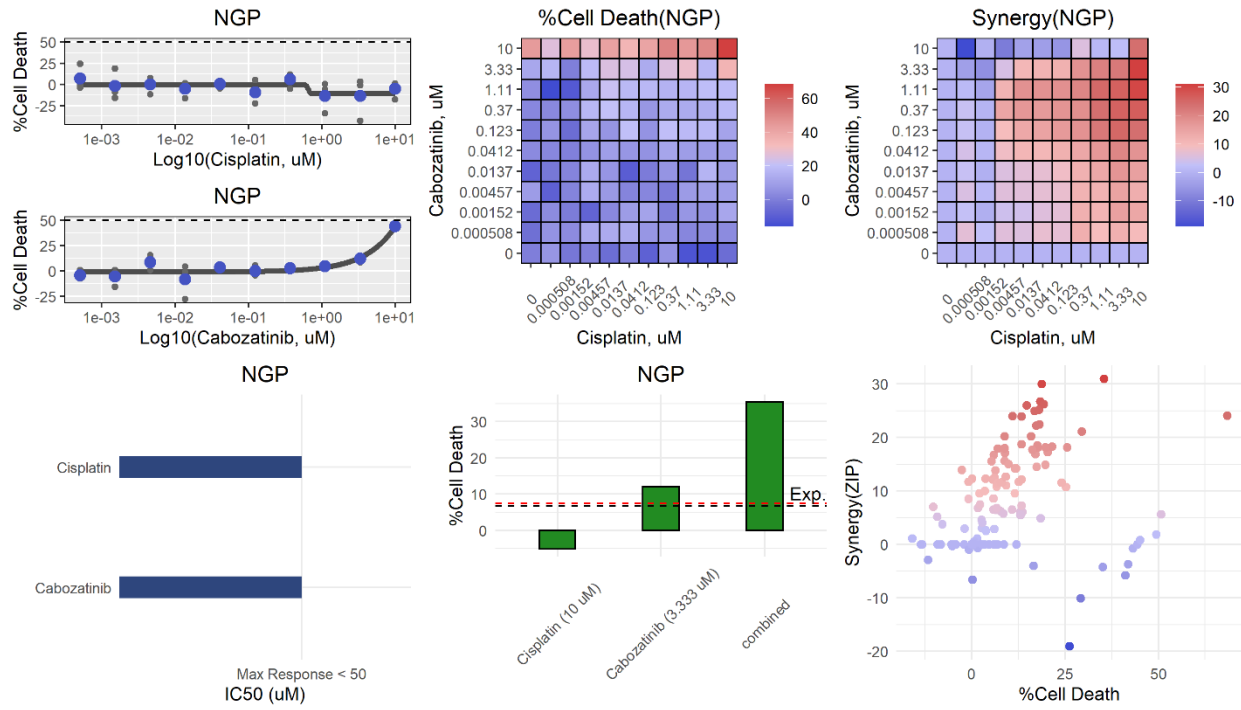 NGP
%Cell Death
50
25
0
-25
1e-03
1e-02
1e-01
1e+00
1e+01
Log10(Cisplatin, uM)
NGP
%Cell Death
50
25
0
-25
1e-03
1e-02
1e-01
1e+00
1e+01
Log10(Cabozatinib, uM)
%Cell Death(NGP)
Cabozatinib, uM
10
3.33
1.11
0.37
0.123
0.0412
0.0137
0.00457
0.00152
0.000508
0
0
0.000508
0.00152
0.00457
0.0137
0.0412
0.123
0.37
1.11
3.33
10
Cisplatin, uM
60
40
20
0
Synergy(NGP)
Cabozatinib, uM
10
3.33
1.11
0.37
0.123
0.0412
0.0137
0.00457
0.00152
0.000508
0
0
0.000508
0.00152
0.00457
0.0137
0.0412
0.123
0.37
1.11
3.33
10
Cisplatin, uM
30
20
10
0
-10
NGP
Cisplatin
Cabozatinib
Max Response < 50
IC50 (uM)
NGP
%Cell Death
30
20
10
0
Exp.
Cisplatin (10 uM)
Cabozatinib (3.333 uM)
combined
Synergy(ZIP)
30
20
10
0
-10
-20
0
25
50
%Cell Death